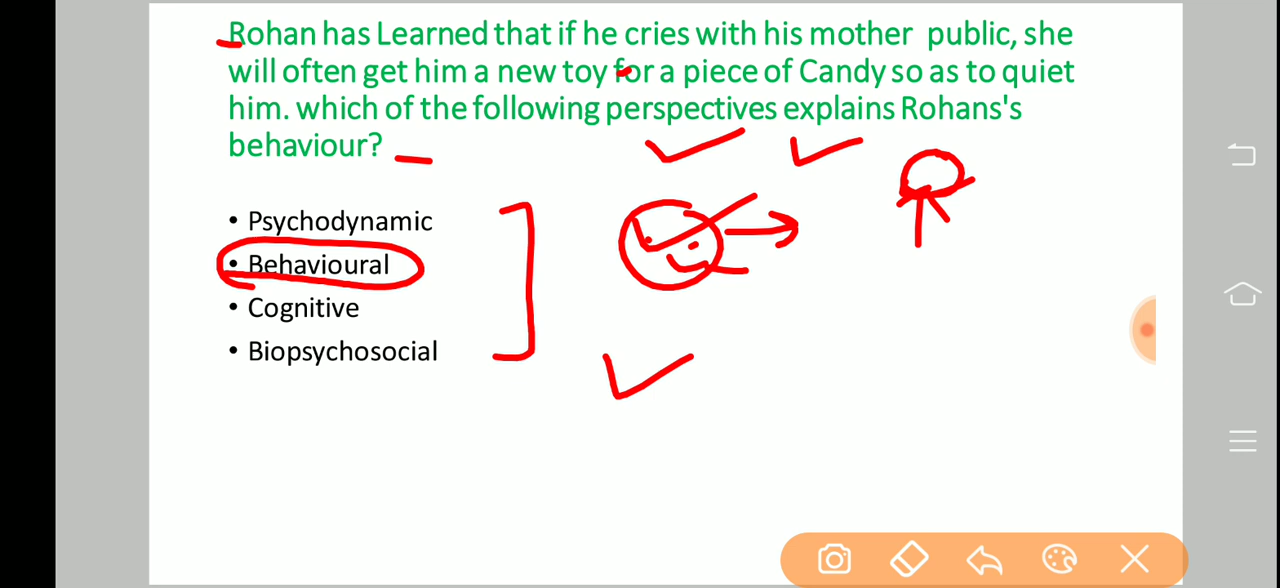 Rohan has Learned that if he cries with his mother  public, she
will often get him a new toy for a piece of Candy so as to quiet
him. which of the following perspectives explains Rohans's
behaviour?
• Psychodynamic
• Behavioural
• Cognitive
• Biopsychosocial